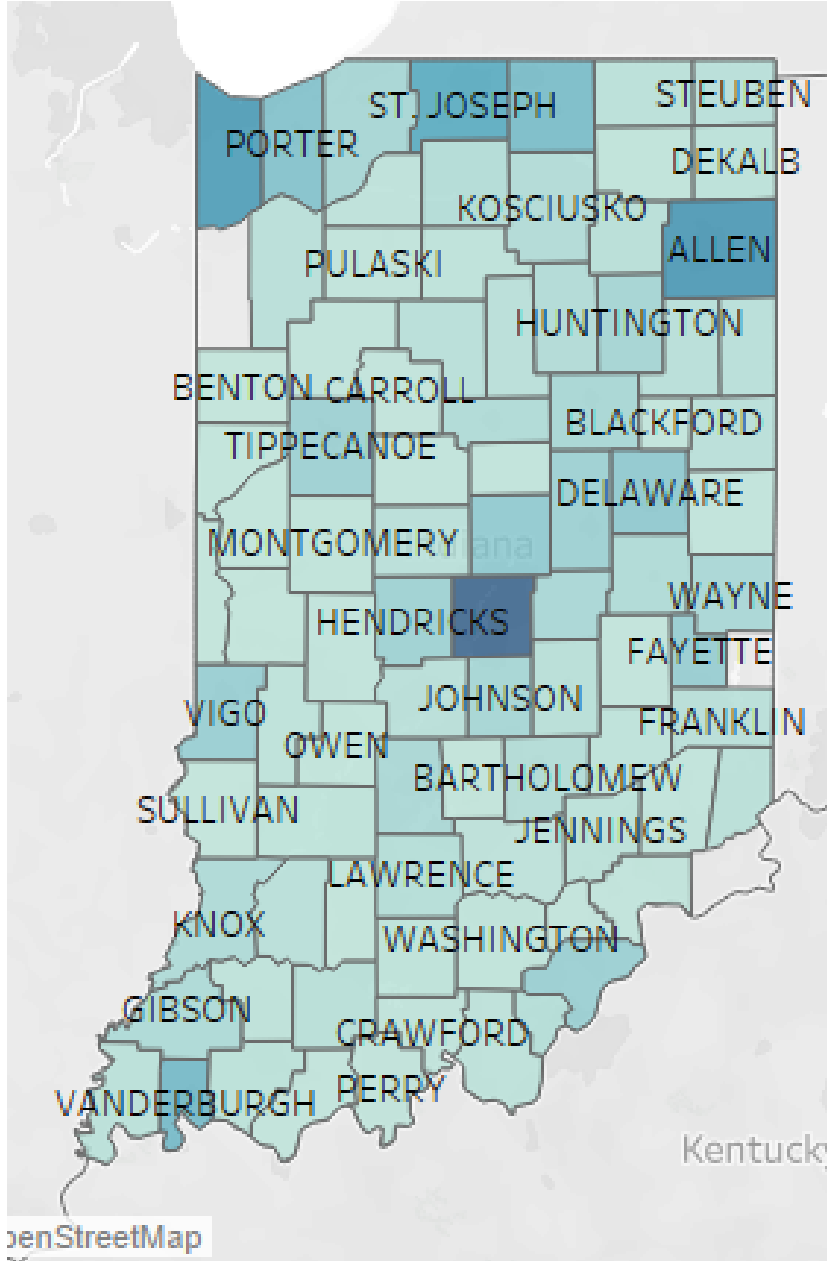 STEUBEN
ST. JOSEPH
PORTER
DEKALB
KOSCIUSKO
ALLEN
PULASKI
HUNTINGTON
BENTON
CARROLL
BLACKFORD
TIPPECANOE
DELAWARE
MONTGOMERY
diana
WAYNE
HENDRICKS
FAYETTE
JOHNSON
VIGO
FRANKLIN
OWEN
BARTHOLOMEW
SULLIVAN
JENNINGS
LAWRENCE
KNOX
WASHINGTON
GIBSON
CRAWFORD
PERRY
VANDERBURGH
Kentucky
penStreetMap